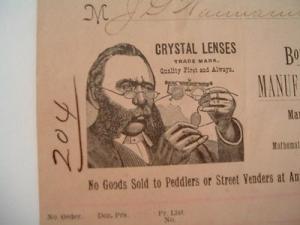 M
CRYSTAL LENSES
TRADE MARK.
Quality First and Always.
MANUF
204
No Goods Sold to Peddlers or Street Venders at
No. Order. Doz. Prs. Pr. List No.